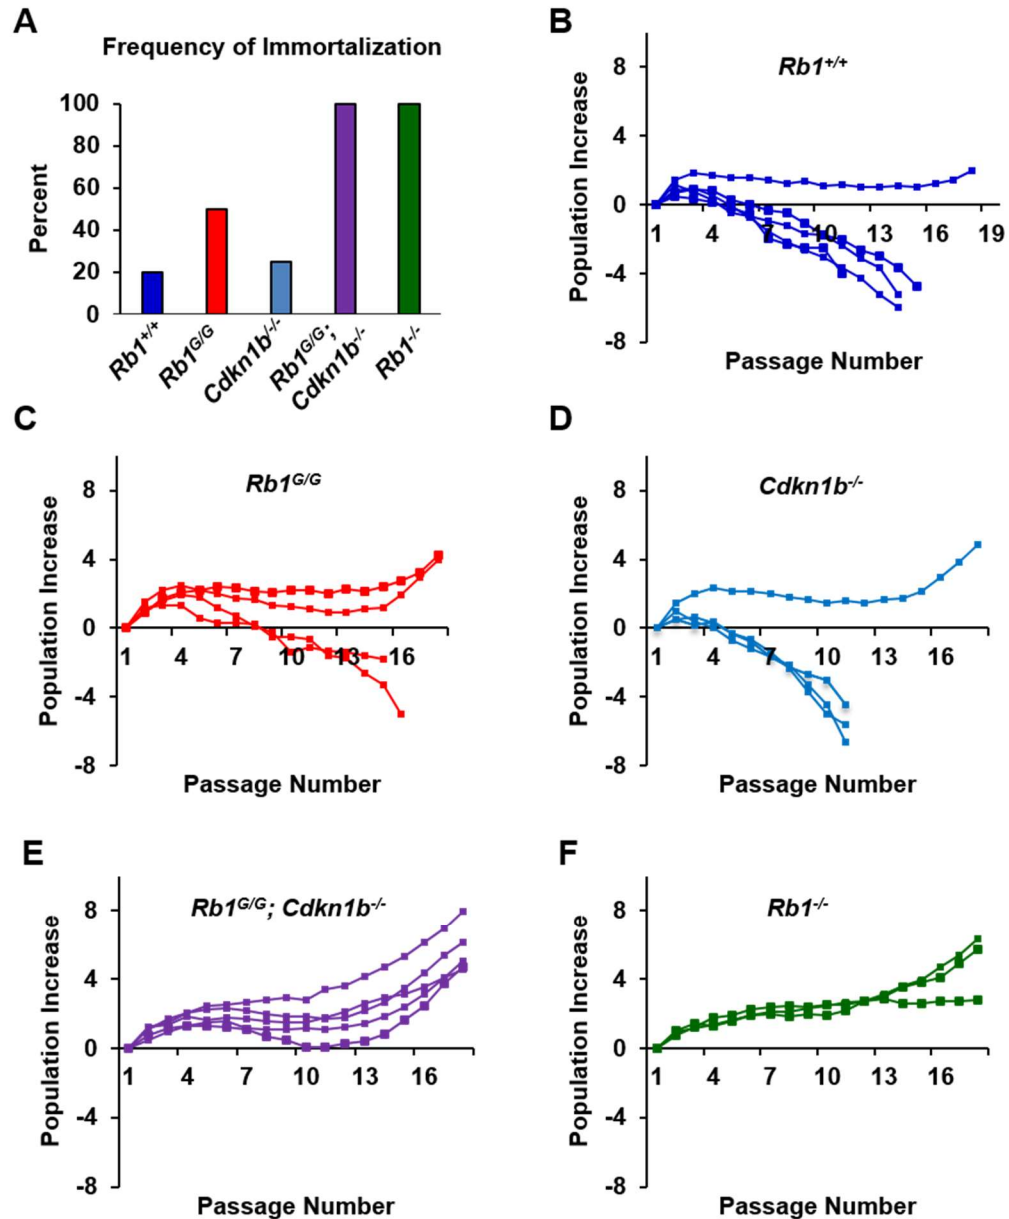 A
Frequency of Immortalization
Percent
100
80
60
40
20
0
Rb1+/+
Rb1G/G
Cdkn1b/-/-
Rb1G/G;
Cdkn1b-/-
Rb1-/-
B
Rb1+/+
Population Increase
8
4
0
-4
-8
1 4 7 10 13 16 19
Passage Number
C
Rb1G/G
Population Increase
8
4
0
-4
-8
1 4 7 10 13 16
Passage Number
D
Cdkn1b-/-
Population Increase
8
4
0
-4
-8
1 4 7 10 13 16
Passage Number
E
Rb1G/G; Cdkn1b-/-
Population Increase
8
4
0
-4
-8
1 4 7 10 13 16
Passage Number
F
Rb1-/-
Population Increase
8
4
0
-4
-8
1 4 7 10 13 16
Passage Number